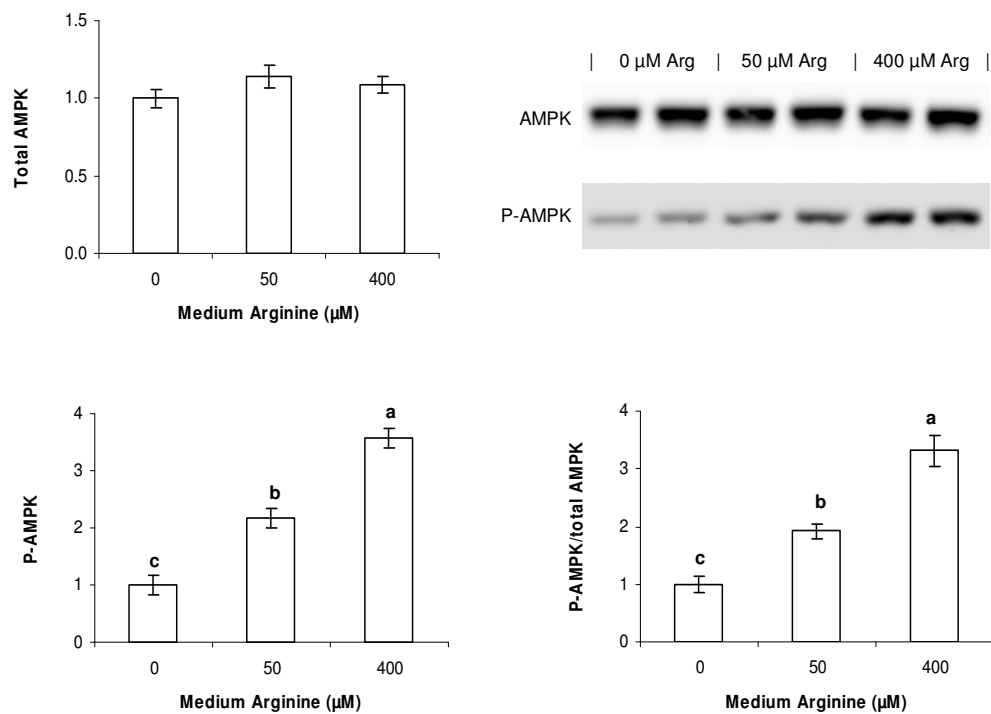 1.5
1.0
0.5
0.0
Total AMPK
0 50 400
Medium Arginine (µM)
| 0 µM Arg | 50 µM Arg | 400 µM Arg |
AMPK
P-AMPK
4
3
2
1
0
P-AMPK
c
b
a
0 50 400
Medium Arginine (µM)
4
3
2
1
0
P-AMPK/total AMPK
c
b
a
0 50 400
Medium Arginine (µM)